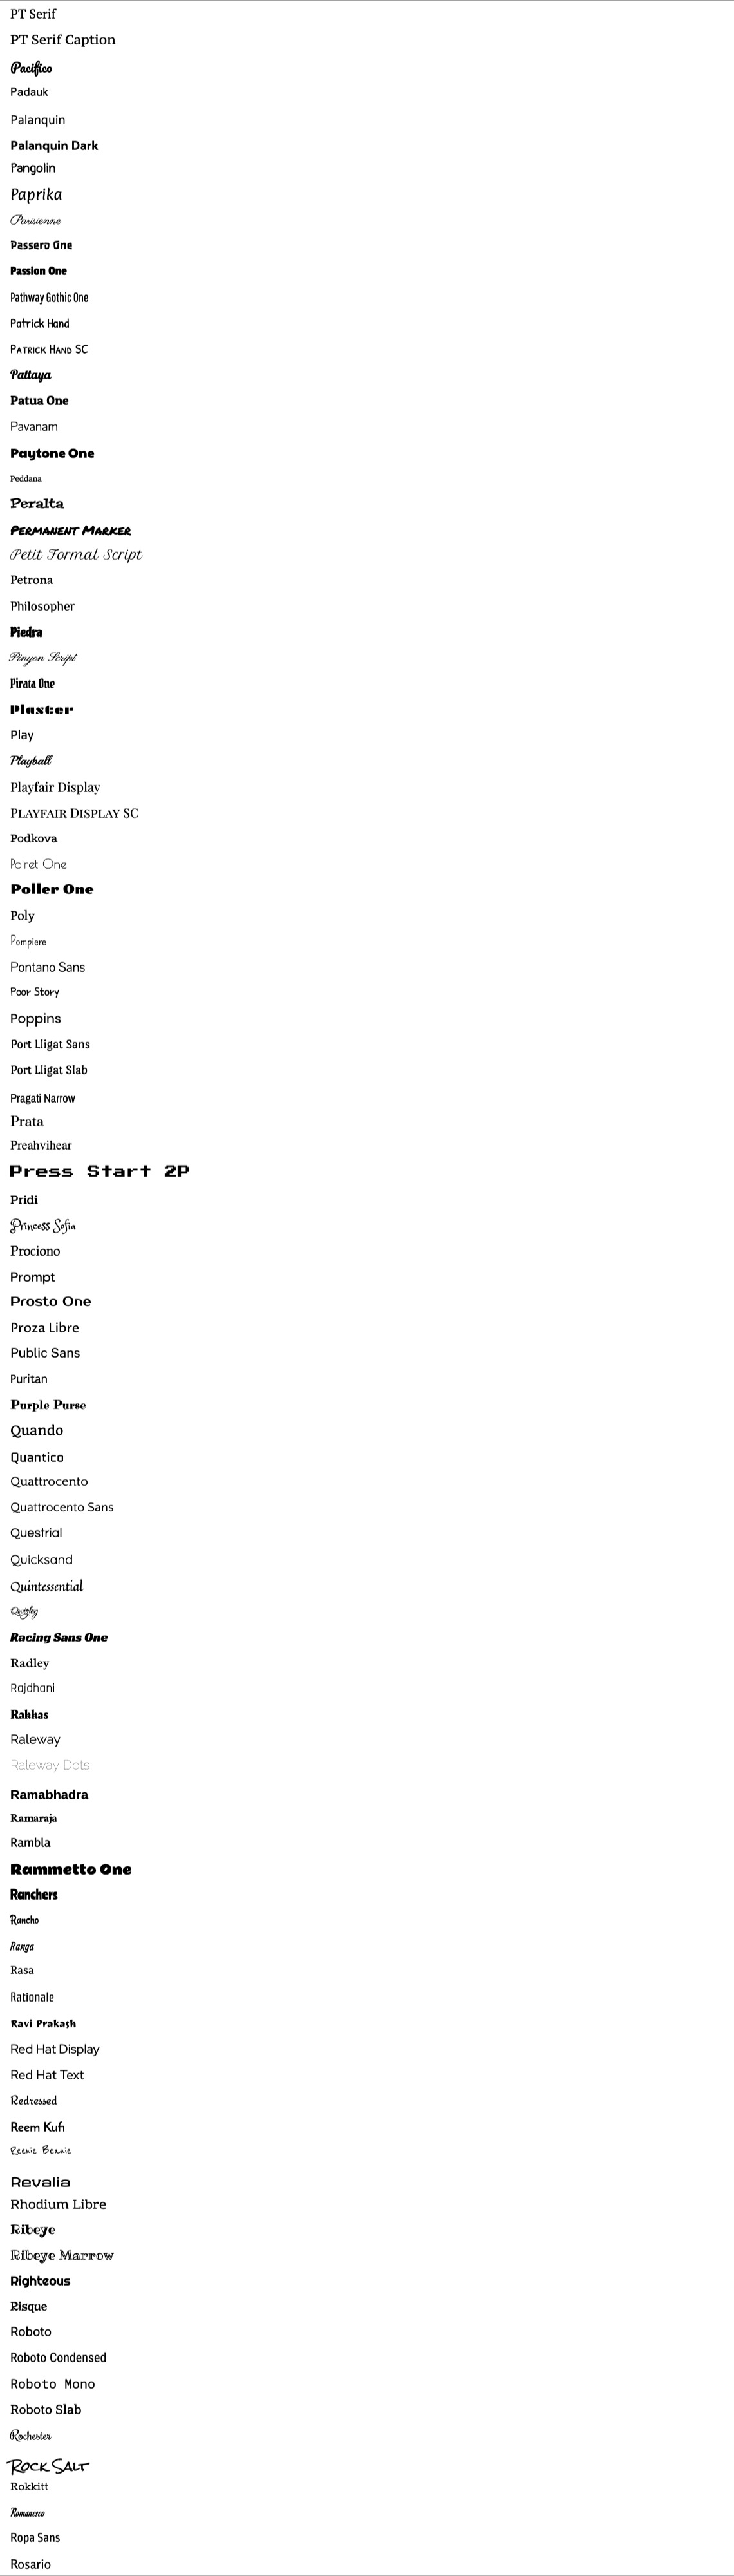 PT Serif
PT Serif Caption
Pacifico
Padauk
Palanquin
Palanquin Dark
Pangolin
Paprika
Parisienne
Passero One
Passion One
Pathway Gothic One
Patrick Hand
Patrick Hand SC
Pattaya
Patua One
Pavanam
Paytone One
Peddana
Peralta
Permanent Marker
Petit Formal Script
Petrona
Philosopher
Piedra
Pinyon Script
Pirata One
Plaster
Play
Playball
Playfair Display
Playfair Display SC
Podkova
Poiret One
Poller One
Poly
Pompiere
Pontano Sans
Poor Story
Poppins
Port Lligat Sans
Port Lligat Slab
Pragati Narrow
Prata
Preahvihear
Press Start 2P
Pridi
Princess Sofia
Prociono
Prompt
Prosto One
Proza Libre
Public Sans
Puritan
Purple Purse
Quando
Quantico
Quattrocento
Quattrocento Sans
Questrial
Quicksand
Quintessential
Quigley
Racing Sans One
Radley
Rajdhani
Rakkas
Raleway
Raleway Dots
Ramabhadra
Ramaraja
Rambla
Rammetto One
Ranchers
Rancho
Ranga
Rasa
Rationale
Ravi Prakash
Red Hat Display
Red Hat Text
Redressed
Reem Kufi
Reenie Beanie
Revalia
Rhodium Libre
Ribeye
Ribeye Marrow
Righteous
Risque
Roboto
Roboto Condensed
Roboto Mono
Roboto Slab
Rochester
Rock Salt
Rokkitt
Romanesco
Ropa Sans
Rosario